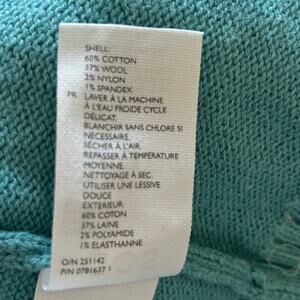 SHELL:
60% COTTON
37% WOOL
2% NYLON
1% SPANDEX
FR LAVER À LA MACHINE
À L'EAU FROIDE CYCLE
DÉLICAT.
BLANCHIR SANS CHLORE SI
NÉCESSAIRE.
SÉCHER À L'AIR.
REPASSER À TEMPÉRATURE
MOYENNE.
NETTOYAGE À SEC.
UTILISER UNE LESSIVE
DOUCE
EXTERIEUR:
60% COTON
37% LAINE
2% POLYAMIDE
1% ELASTHANNE
O/N 251142
P/N 0781637 1